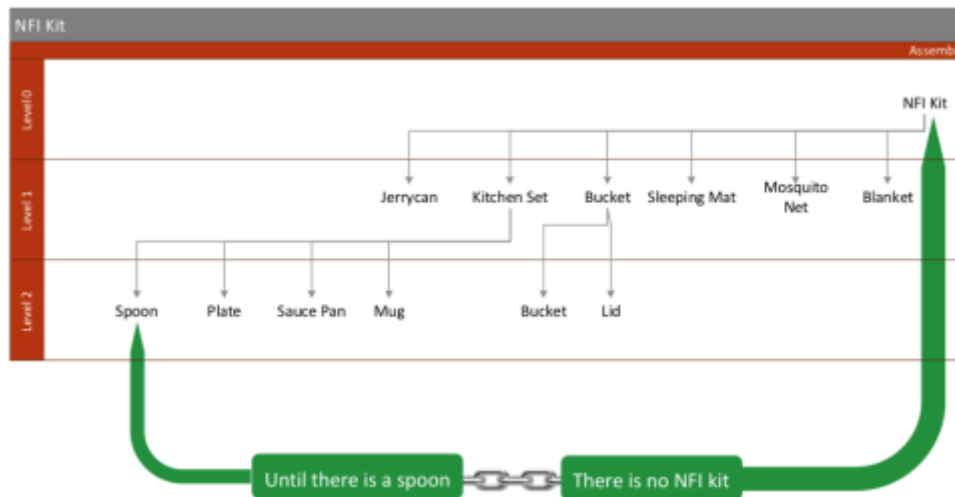 NFI Kit
Assemb
Level 0
NFI Kit
Level 1
Jerrycan
Kitchen Set
Bucket
Sleeping Mat
Mosquito
Net
Blanket
Level 2
Spoon
Plate
Sauce Pan
Mug
Bucket
Lid
Until there is a spoon
There is no NFI kit